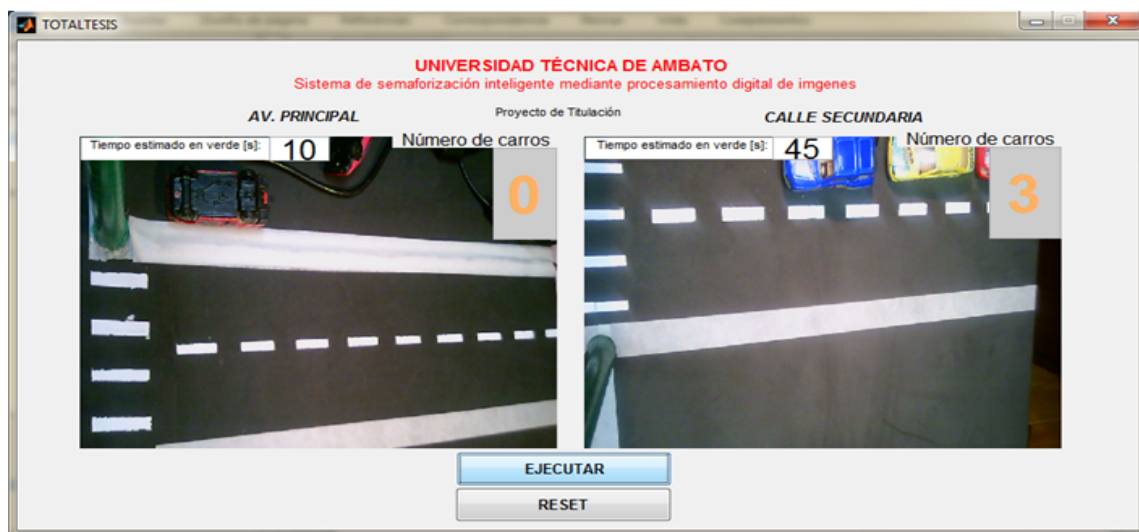 TOTALTESIS
UNIVERSIDAD TÉCNICA DE AMBATO
Sistema de semaforización inteligente mediante procesamiento digital de imgenes
Proyecto de Titulación
AV. PRINCIPAL
CALLE SECUNDARIA
Tiempo estimado en verde [s]: 10
Número de carros
0
Tiempo estimado en verde [s]: 45
Número de carros
3
EJECUTAR
RESET